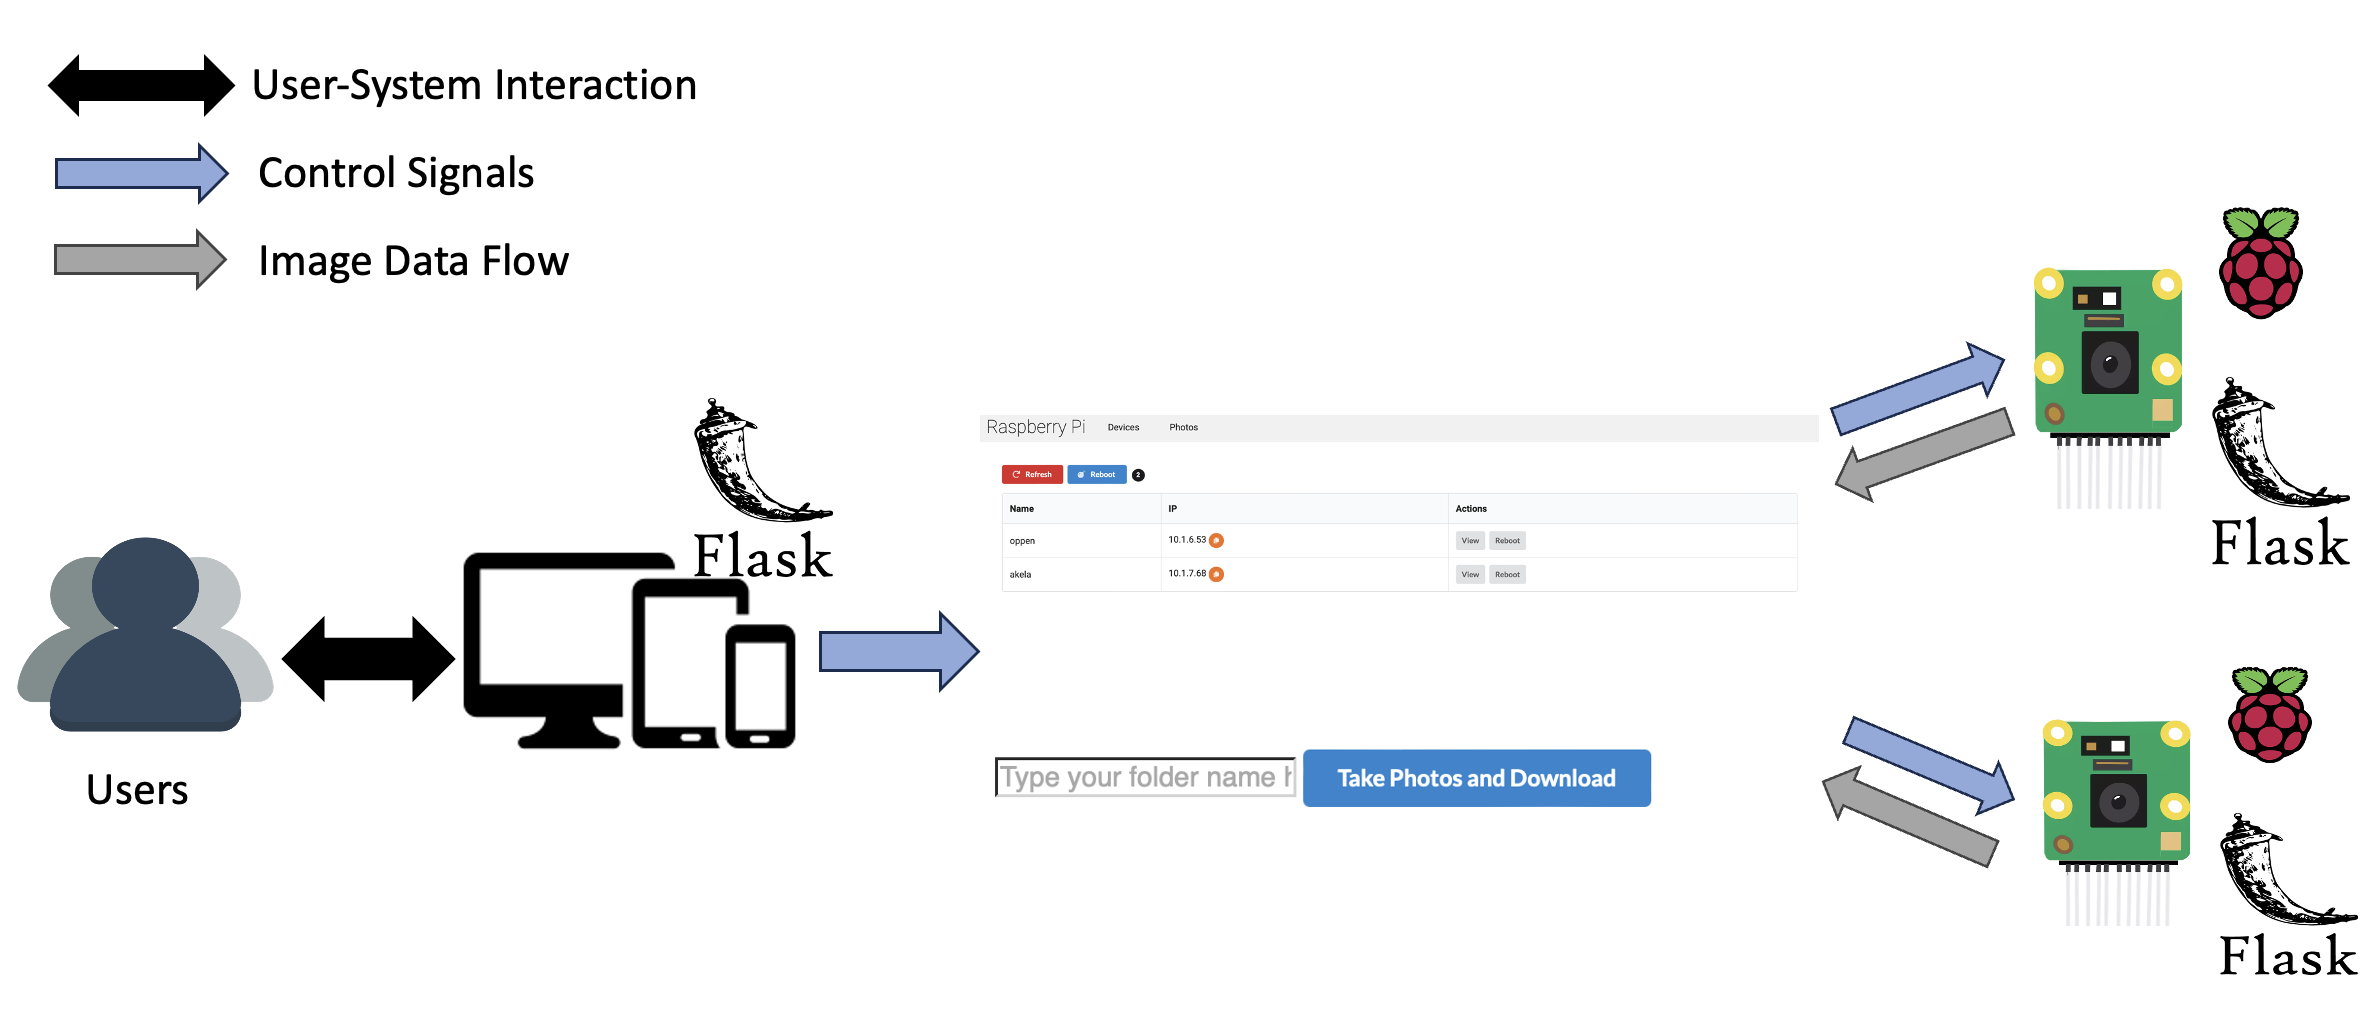 User-System Interaction
Control Signals
Image Data Flow
Flask
Users
Raspberry Pi Devices Photos
Refresh Reboot 2
Name IP Actions
oppen 10.1.6.53 View Reboot
akela 10.1.7.68 View Reboot
Type your folder name h Take Photos and Download
Flask
Flask